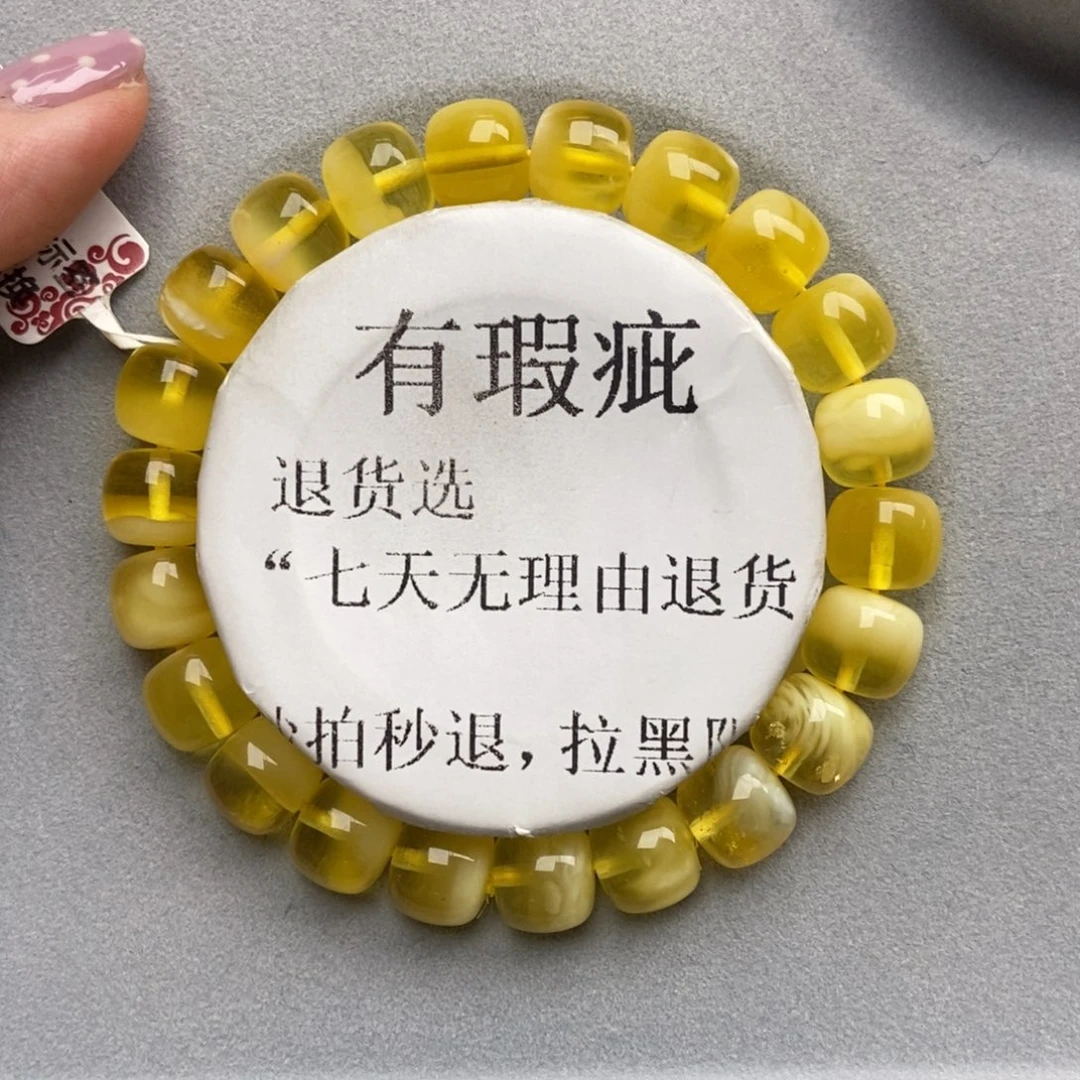 有瑕疵
退货选
“七天无理由退货
拍秒退，拉黑